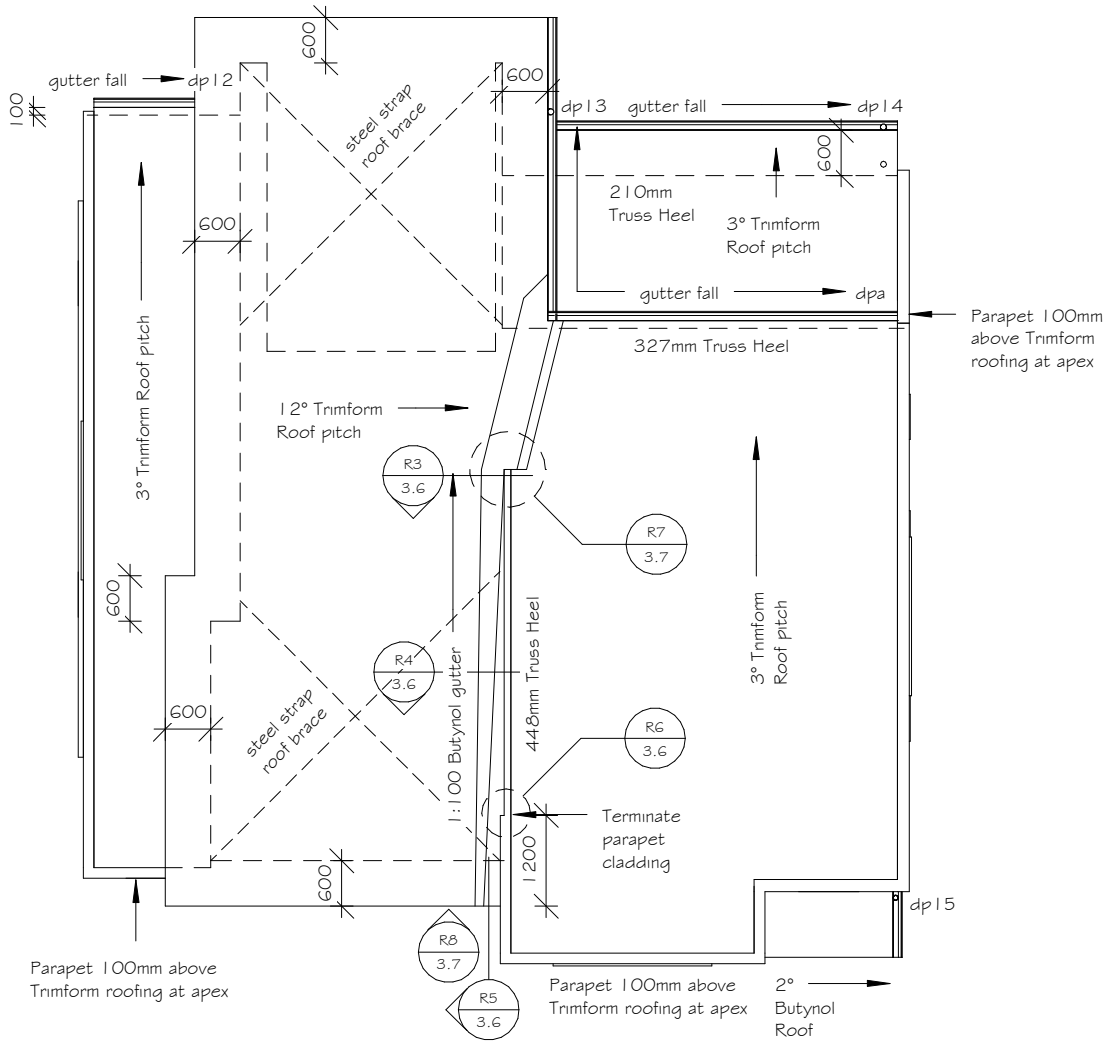 600
gutter fall
dp12
100
steel strap
roof brace
600
dp13
gutter fall
dp14
600
210mm
Truss Heel
3° Trimform
Roof pitch
600
3° Trimform Roof pitch
gutter fall
dpa
Parapet 100mm
above Trimform
roofing at apex
327mm Truss Heel
12° Trimform
Roof pitch
R3
3.6
R7
3.7
600
3° Trimform
Roof pitch
R4
3.6
1:100 Butynol gutter
448mm Truss Heel
600
steel strap
roof brace
R6
3.6
Terminate
parapet
cladding
1200
600
dp15
R8
3.7
R5
3.6
Parapet 100mm above
Trimform roofing at apex
Parapet 100mm above
Trimform roofing at apex
2°
Butynol
Roof